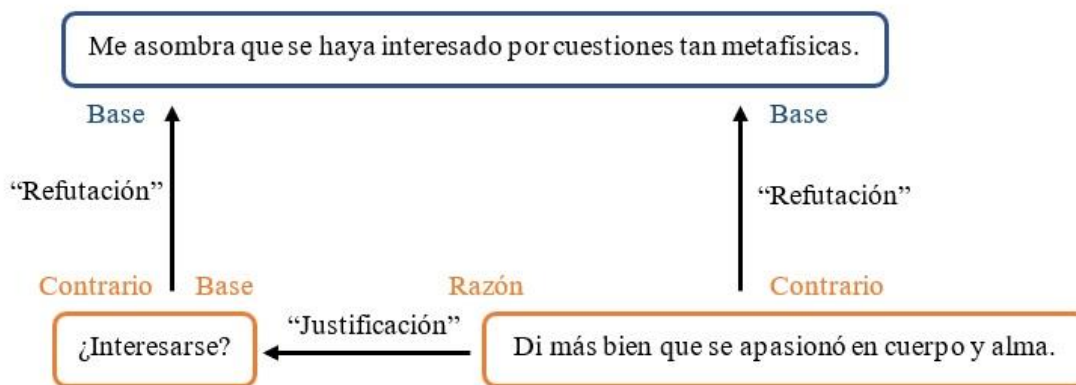 Me asombra que se haya interesado por cuestiones tan metafísicas.
Base
Base
“Refutación”
“Refutación”
Contrario
Base
Razón
Contrario
“Justificación”
¿Interesarse?
Di más bien que se apasionó en cuerpo y alma.